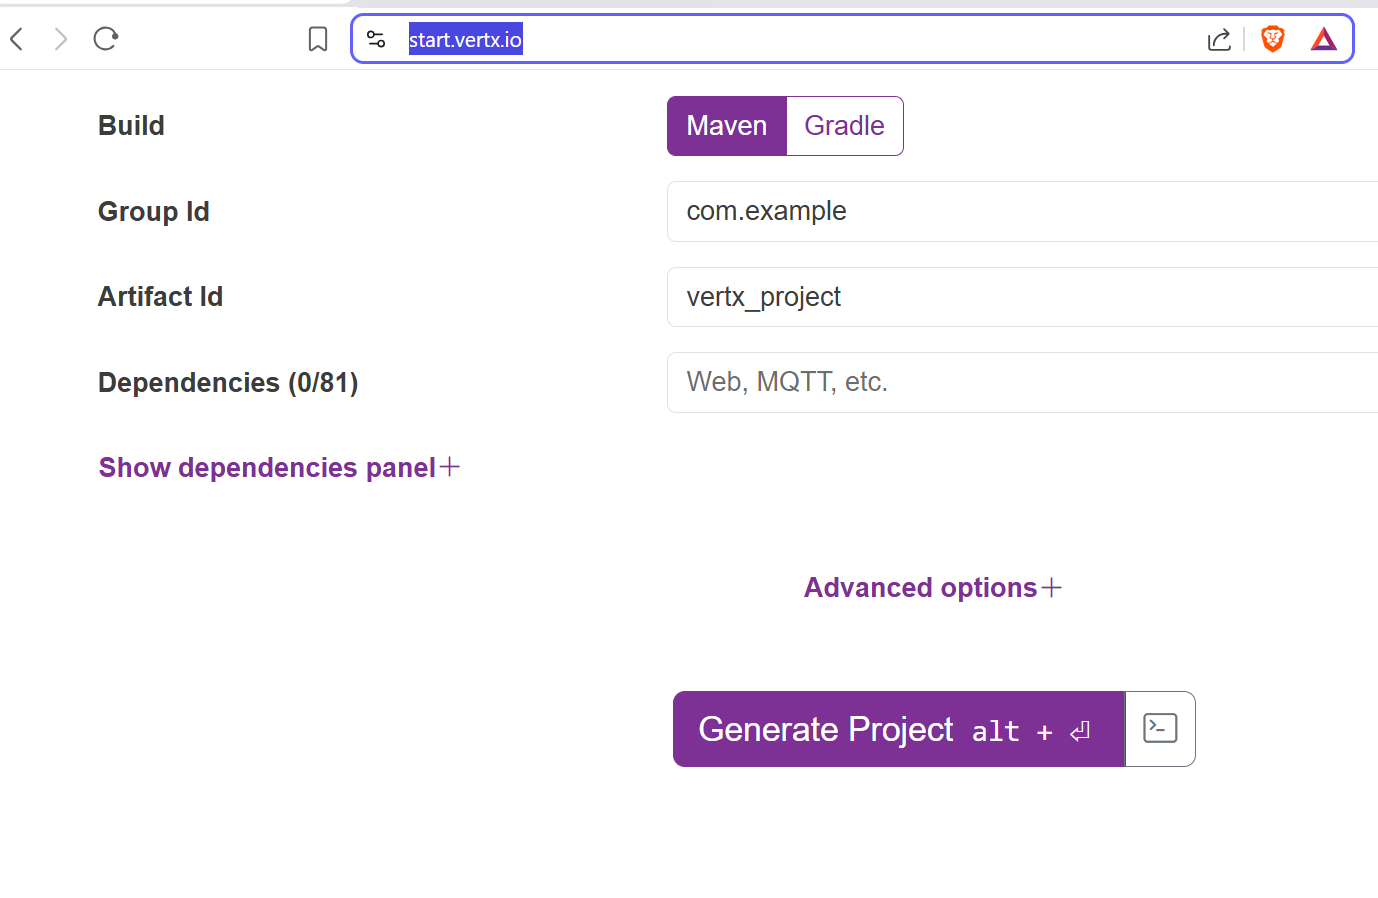 start.vertx.io
Build
Maven Gradle
Group Id
com.example
Artifact Id
vertx_project
Dependencies (0/81)
Web, MQTT, etc.
Show dependencies panel+
Advanced options+
Generate Project alt + ⏎